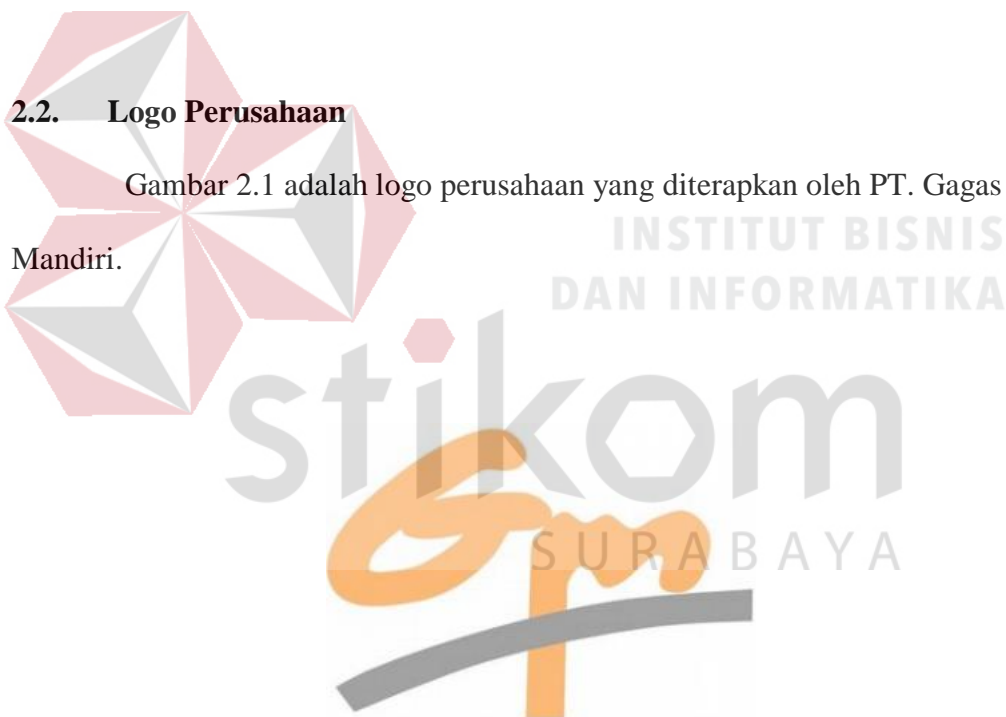 2.2. Logo Perusahaan
Gambar 2.1 adalah logo perusahaan yang diterapkan oleh PT. Gagas
Mandiri.
INSTITUT BISNIS
DAN INFORMATIKA
stikom
SURABAYA
Gm